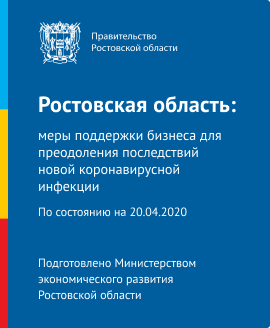 Правительство
Ростовской области
Ростовская область:
меры поддержки бизнеса для
преодоления последствий
новой коронавирусной
инфекции
По состоянию на 20.04.2020
Подготовлено Министерством
экономического развития
Ростовской области